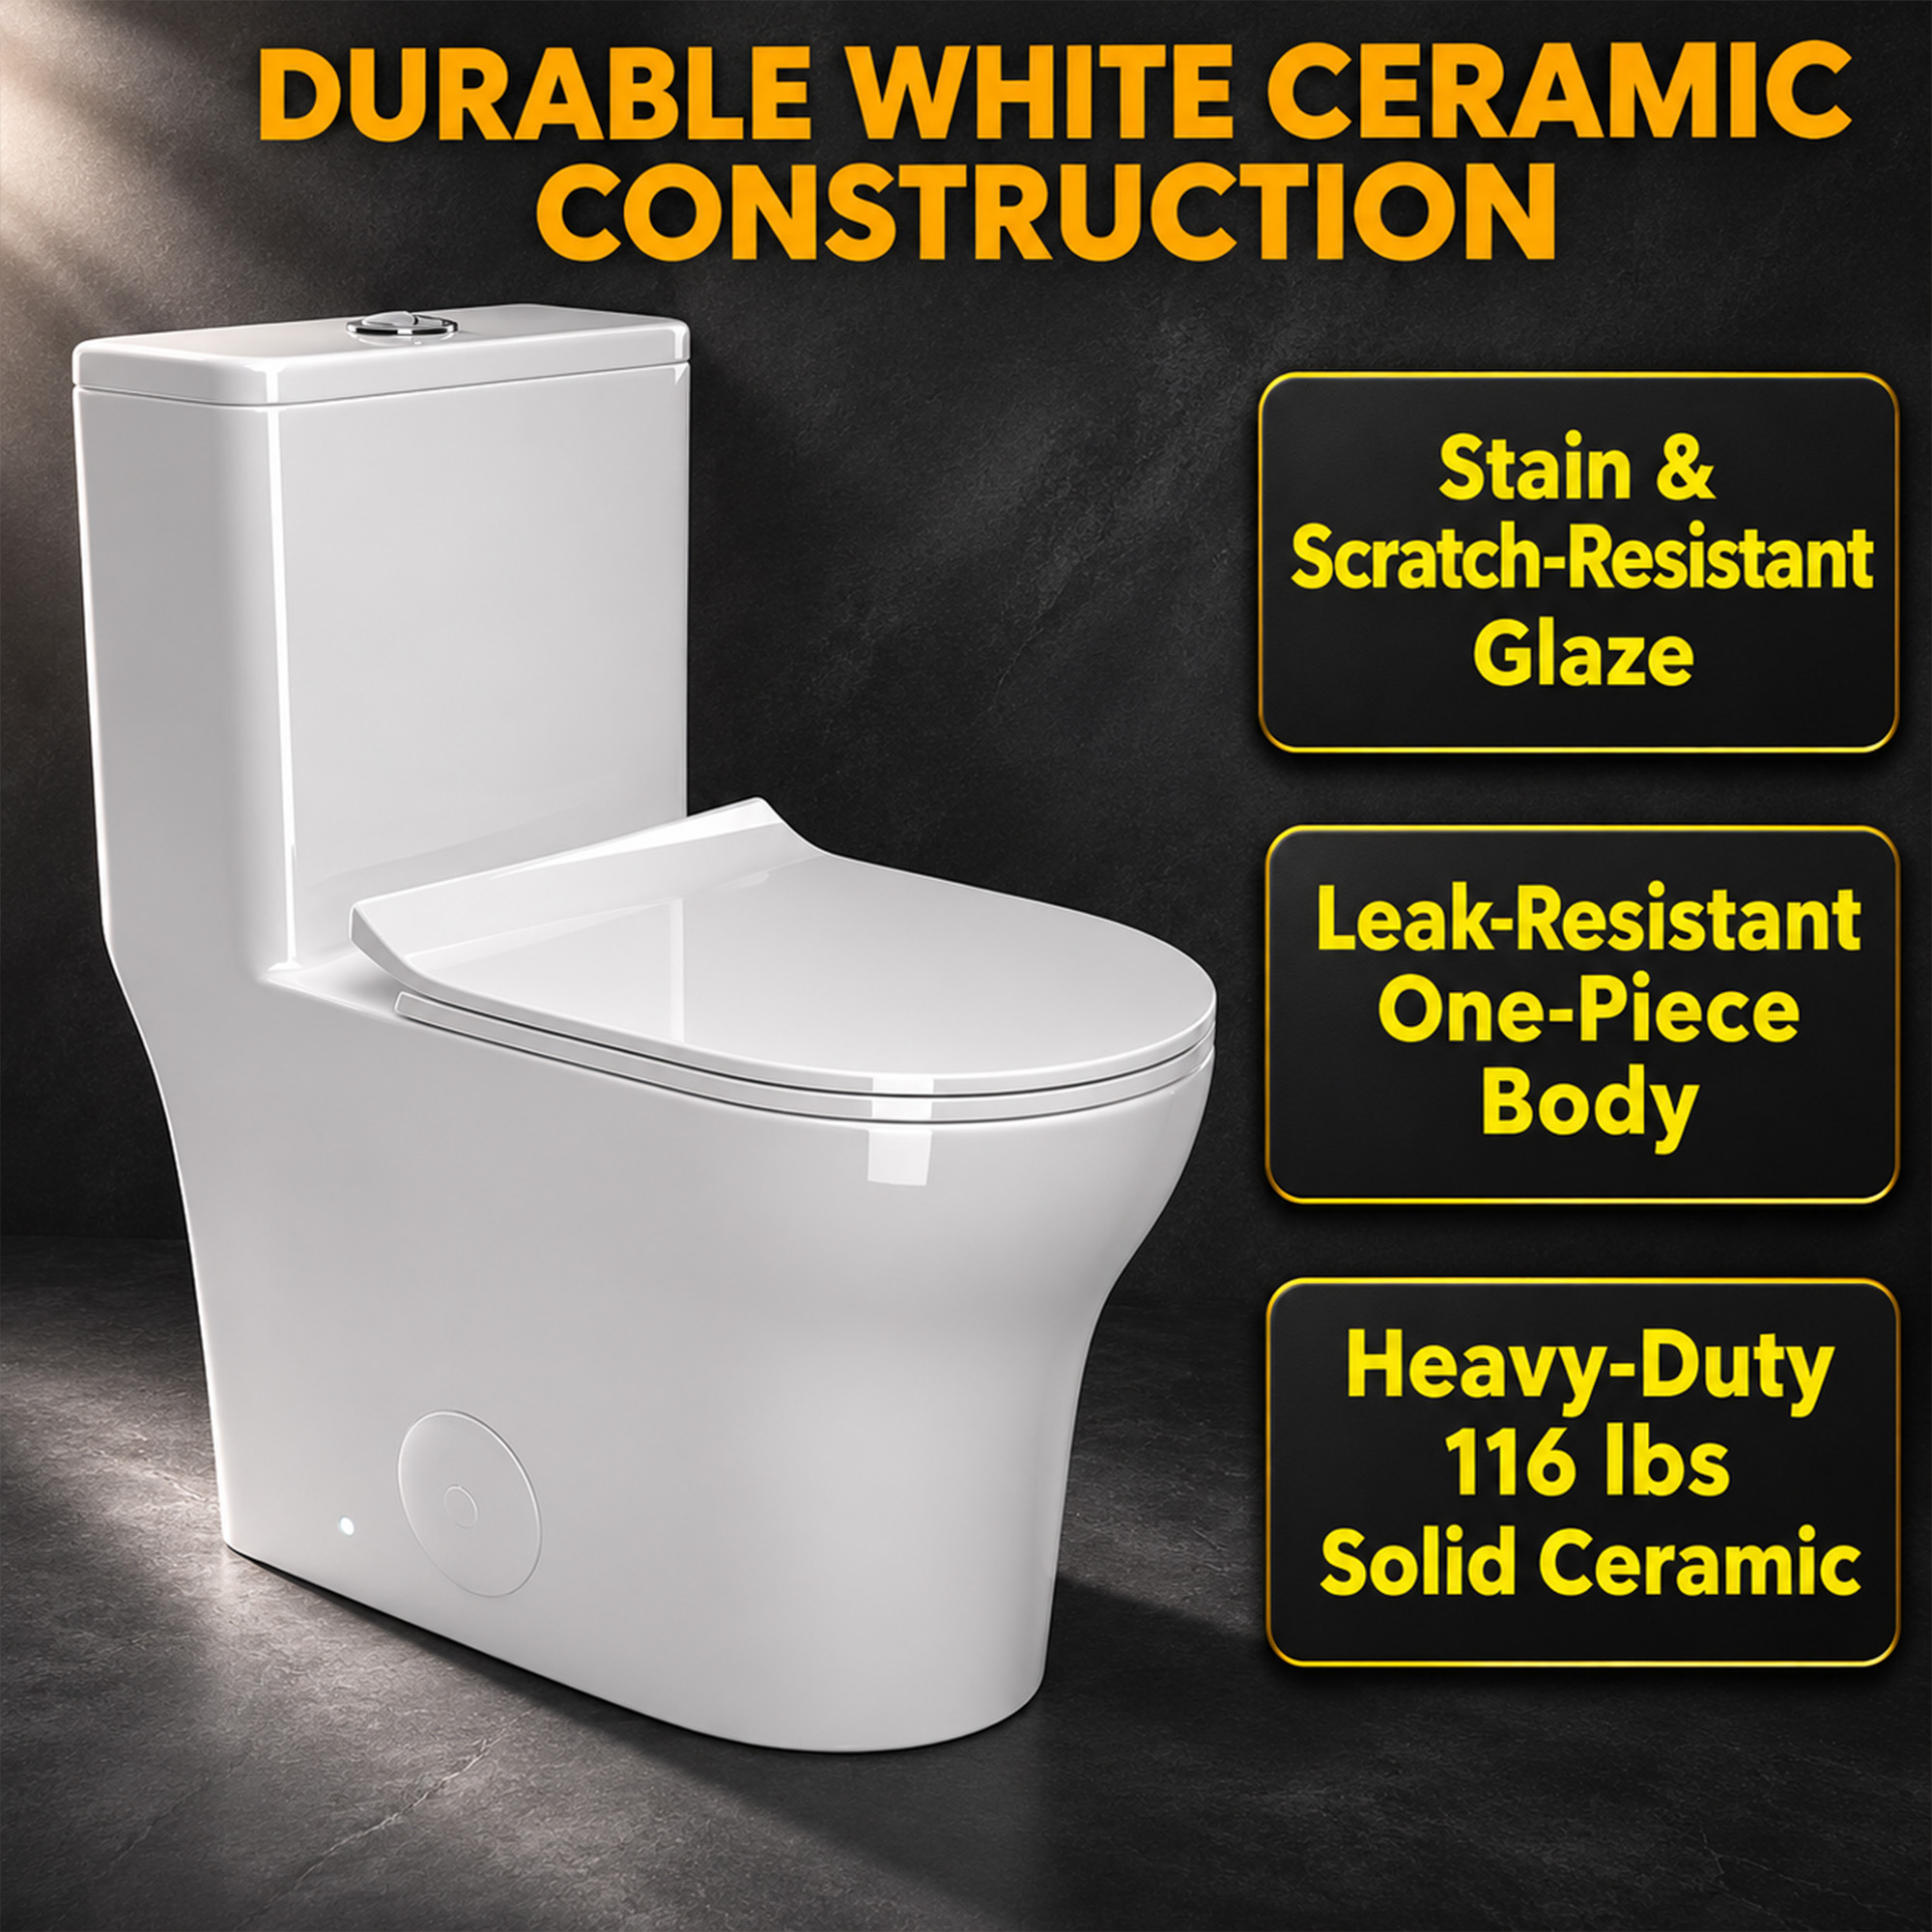 DURABLE WHITE CERAMIC
CONSTRUCTION
Stain &
Scratch-Resistant
Glaze
Leak-Resistant
One-Piece
Body
Heavy-Duty
116 lbs
Solid Ceramic